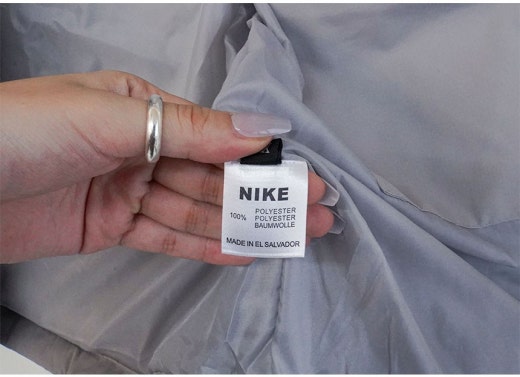 NIKE
100% POLYESTER
POLYESTER
BAUMWOLLE
MADE IN EL SALVADOR